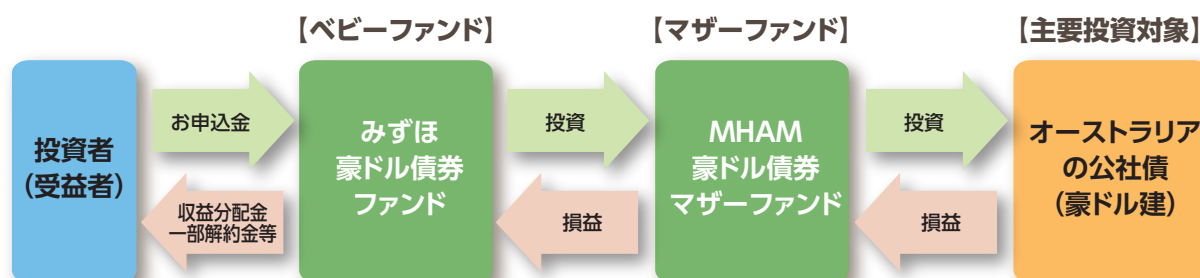 【ベビーファンド】
【マザーファンド】
【主要投資対象】
投資者
(受益者)
お申込金
収益分配金
一部解約金等
みずほ
豪ドル債券
ファンド
投資
損益
MHAM
豪ドル債券
マザーファンド
投資
損益
オーストラリア
の公社債
(豪ドル建)